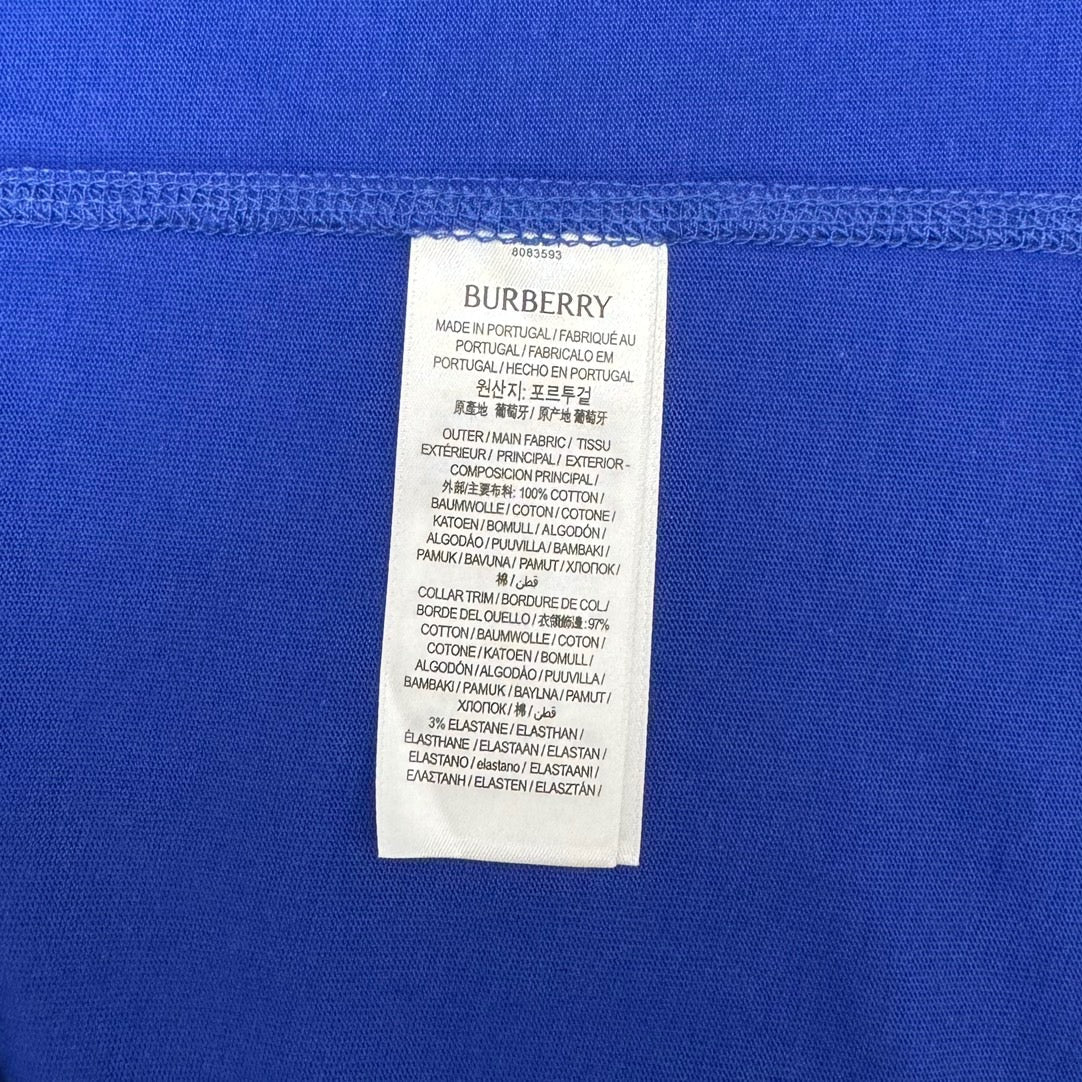 8083593
BURBERRY
MADE IN PORTUGAL / FABRIQUÉ AU
PORTUGAL / FABRICALO EM
PORTUGAL / HECHO EN PORTUGAL
원산지: 포르투걸
原產地 葡萄牙 / 原产地 葡萄牙
OUTER / MAIN FABRIC / TISSU
EXTÉRIEUR / PRINCIPAL / EXTERIOR-
COMPOSICION PRINCIPAL /
外部/主要布料: 100% COTTON /
BAUMWOLLE / COTON / COTONE /
KATOEN / BOMULL / ALGODÓN /
ALGODÃO / PUUVILLA / BAMBAKI /
PAMUK / BAVUNA / PAMUT / ХЛОПОК /
棉 / قطن
COLLAR TRIM / BORDURE DE COL /
BORDE DEL OUELLO / 衣領飾邊: 97%
COTTON / BAUMWOLLE / COTON /
COTONE / KATOEN / BOMULL /
ALGODÓN / ALGODÃO / PUUVILLA /
BAMBAKI / PAMUK / BAYLNA / PAMUT /
ХЛОПОК / 棉 / قطن
3% ELASTANE / ELASTHAN /
ÉLASTHANE / ELASTAAN / ELASTAN /
ELASTANO / elastano / ELASTAANI /
ΕΛΑΣΤΑΝΗ / ELASTEN / ELASZTÁN /